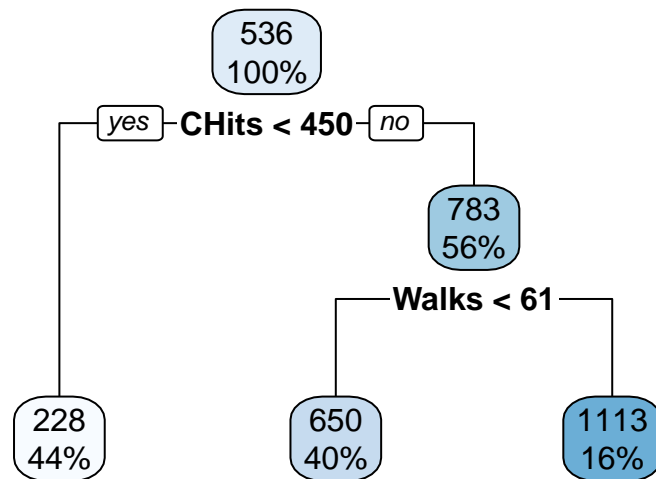 536
100%
yes CHits < 450 no
783
56%
Walks < 61
228 650 1113
44% 40% 16%